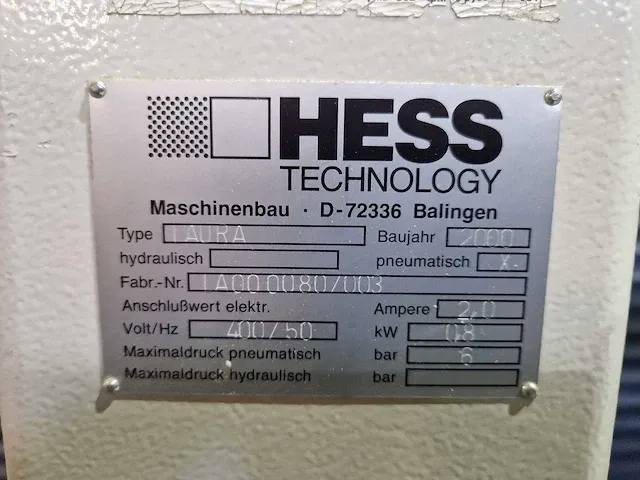 HESS
TECHNOLOGY
Maschinenbau · D-72336 Balingen
Type LAURA Baujahr 2000
hydraulisch pneumatisch X
Fabr.-Nr. LA00 0080/003
Anschlußwert elektr. Ampere 2,0
Volt/Hz 400/50 kW 0,8
Maximaldruck pneumatisch bar 6
Maximaldruck hydraulisch bar